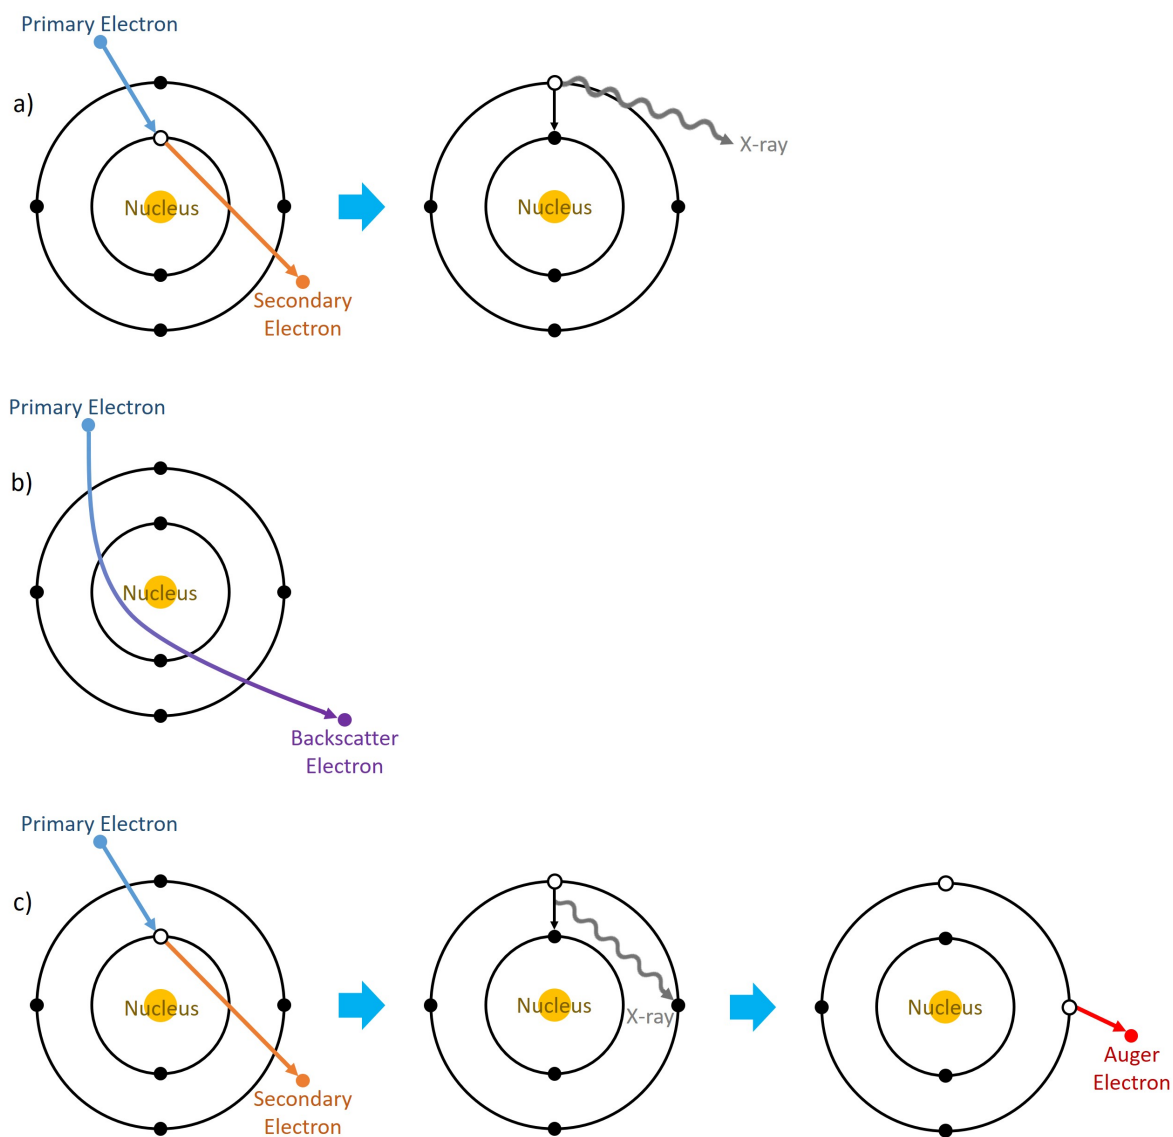 Primary Electron
a)
Nucleus
Secondary
Electron
Nucleus
X-ray
Primary Electron
b)
Nucleus
Backscatter
Electron
Primary Electron
c)
Nucleus
Secondary
Electron
Nucleus
X-ray
Nucleus
Auger
Electron